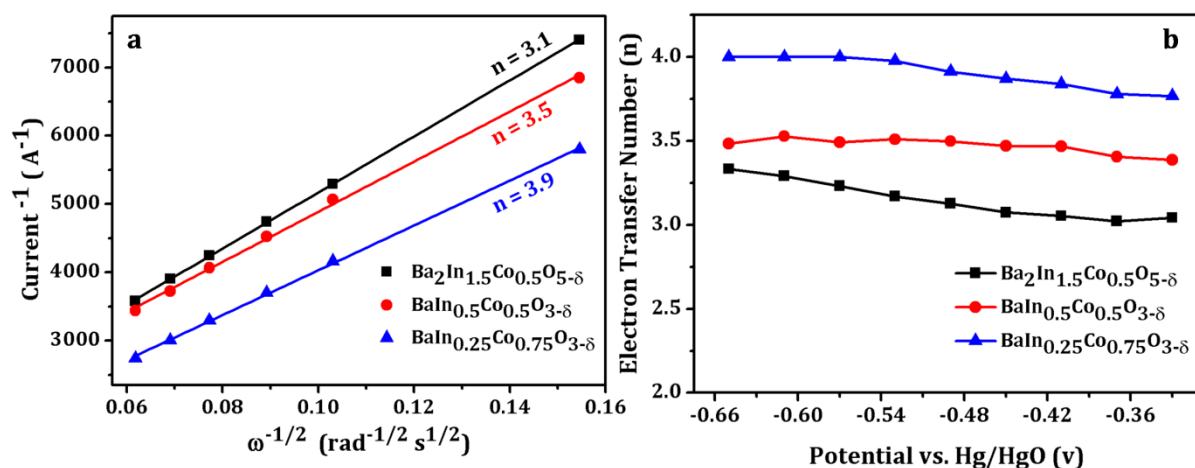 a
Current⁻¹ ( A⁻¹)
7000
6000
5000
4000
3000
n = 3.1
n = 3.5
n = 3.9
Ba₂In₁.₅Co₀.₅O₅₋δ
BaIn₀.₅Co₀.₅O₃₋δ
BaIn₀.₂₅Co₀.₇₅O₃₋δ
0.06 0.08 0.10 0.12 0.14 0.16
ω⁻¹/² (rad⁻¹/² s¹/²)
b
Electron Transfer Number (n)
4.0
3.5
3.0
2.5
2.0
Ba₂In₁.₅Co₀.₅O₅₋δ
BaIn₀.₅Co₀.₅O₃₋δ
BaIn₀.₂₅Co₀.₇₅O₃₋δ
-0.66 -0.60 -0.54 -0.48 -0.42 -0.36
Potential vs. Hg/HgO (v)